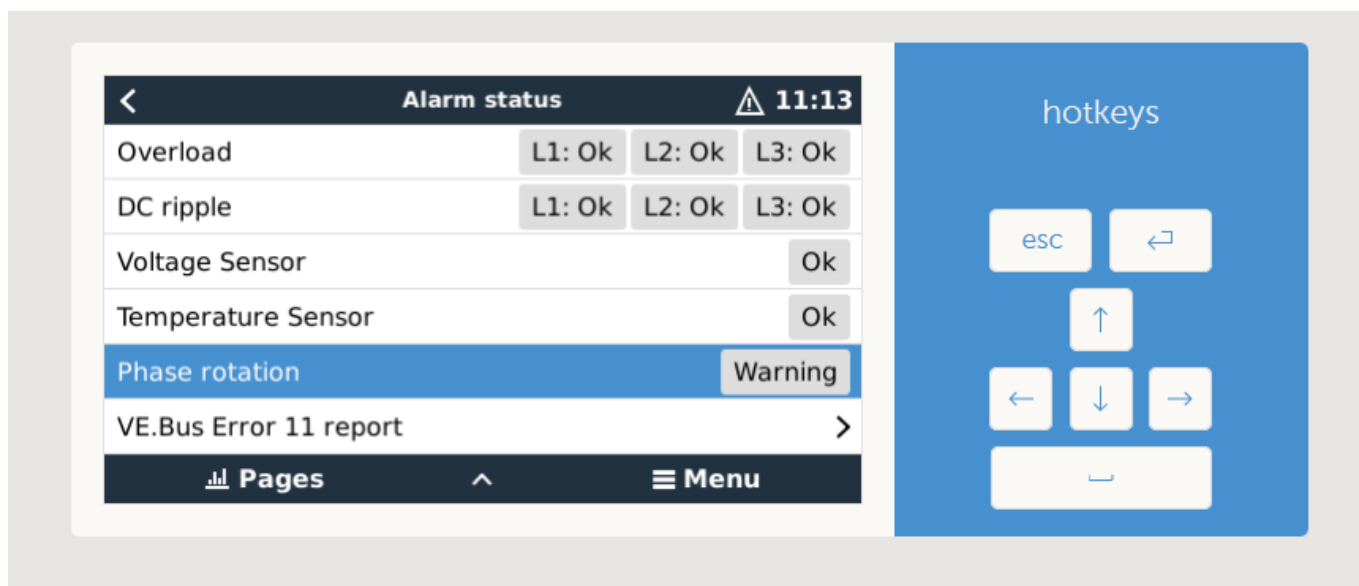 Alarm status 11:13
Overload L1: Ok L2: Ok L3: Ok
DC ripple L1: Ok L2: Ok L3: Ok
Voltage Sensor Ok
Temperature Sensor Ok
Phase rotation Warning
VE.Bus Error 11 report
Pages Menu
hotkeys
esc